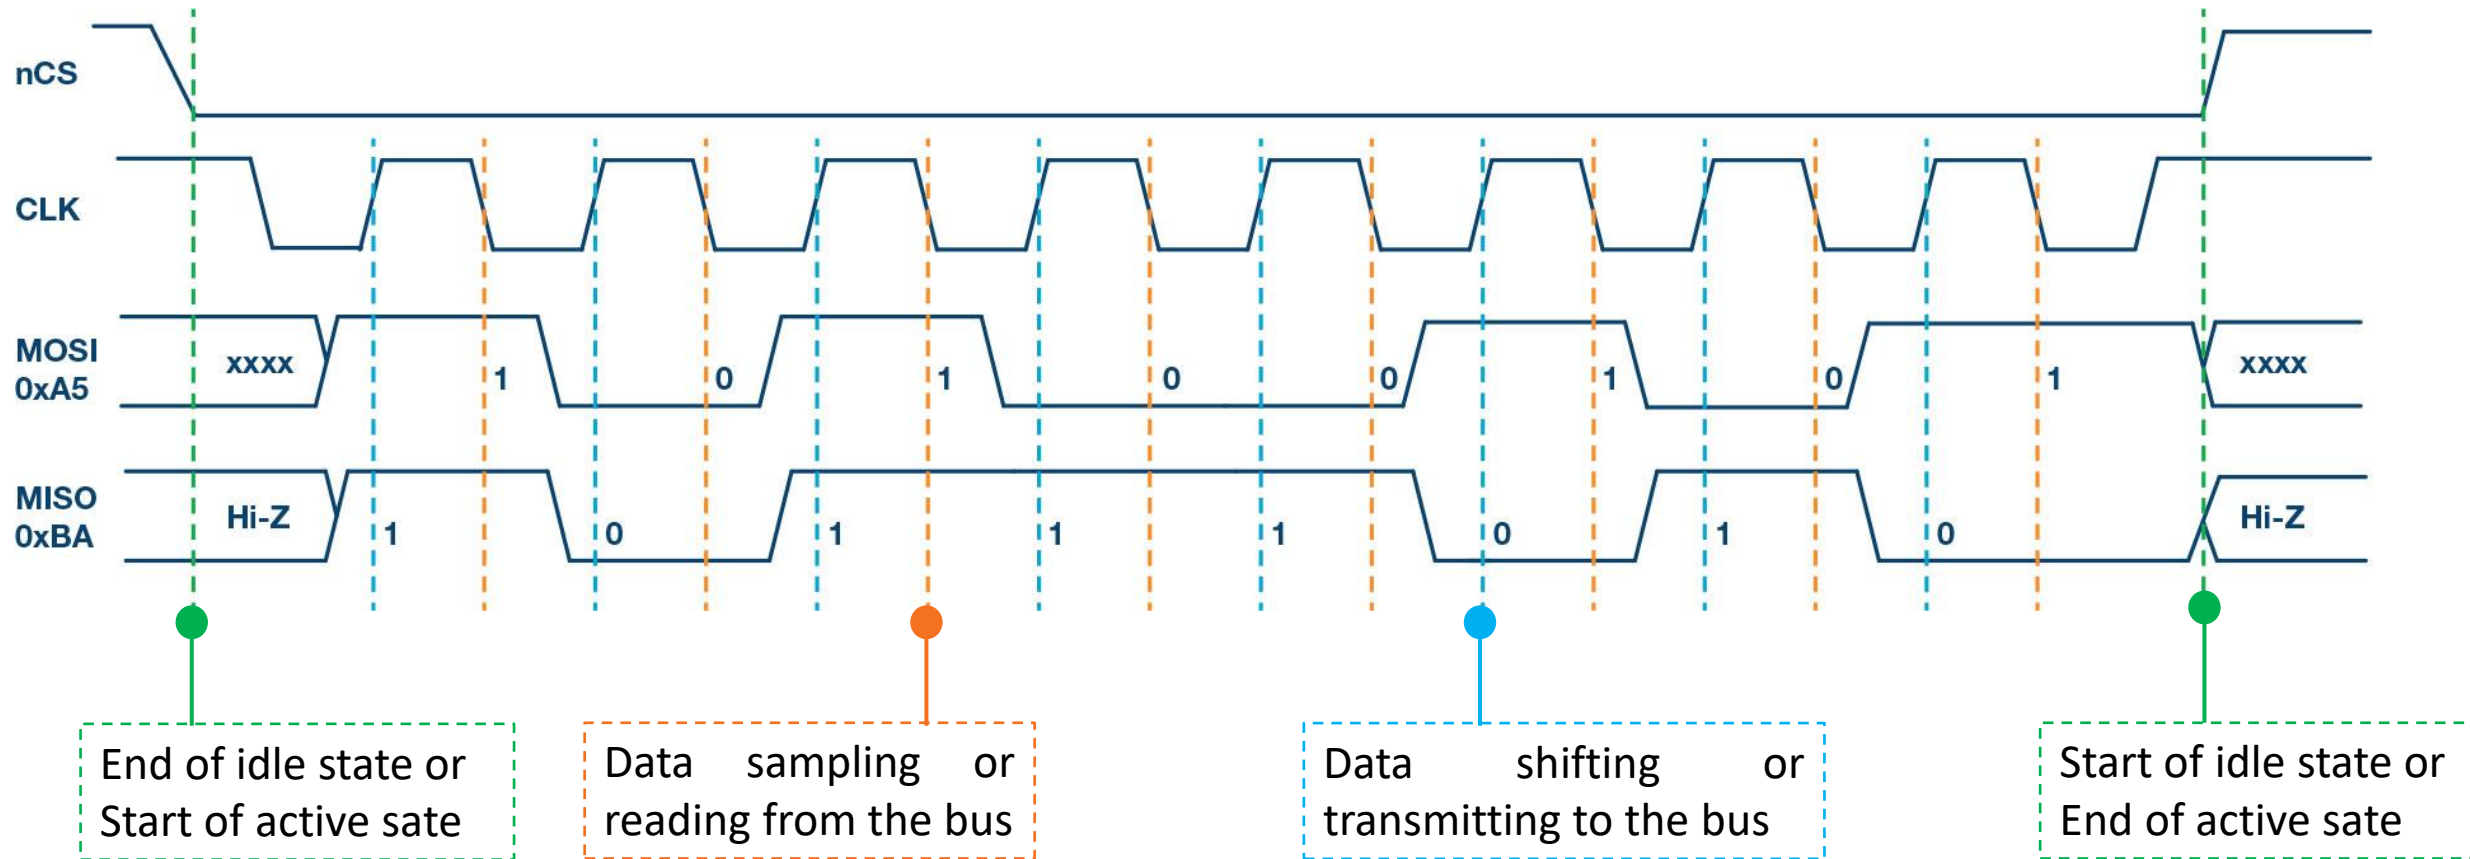 nCS
CLK
MOSI
0xA5
xxxx 1 0 1 0 0 1 0 1 xxxx
MISO
0xBA
Hi-Z 1 0 1 1 1 0 1 0 Hi-Z
End of idle state or
Start of active sate
Data sampling or
reading from the bus
Data shifting or
transmitting to the bus
Start of idle state or
End of active sate